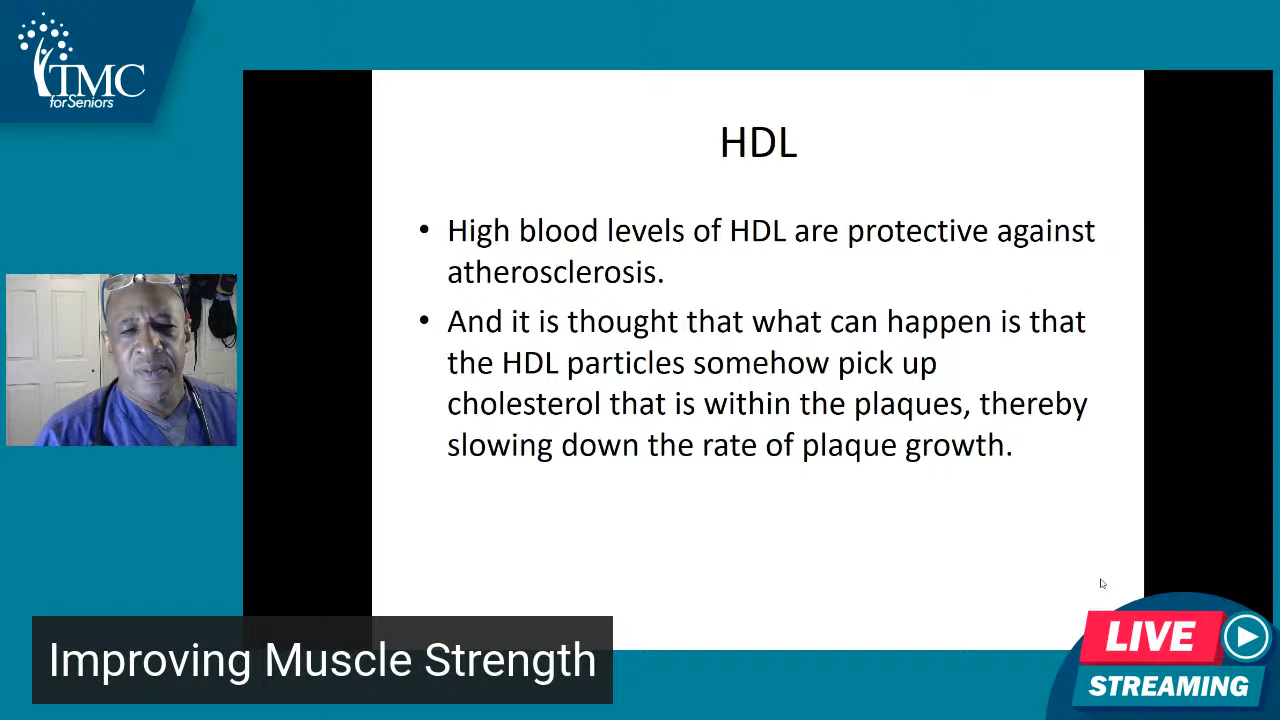 TMC
for Seniors
HDL
• High blood levels of HDL are protective against
atherosclerosis.
• And it is thought that what can happen is that
the HDL particles somehow pick up
cholesterol that is within the plaques, thereby
slowing down the rate of plaque growth.
Improving Muscle Strength
LIVE
STREAMING